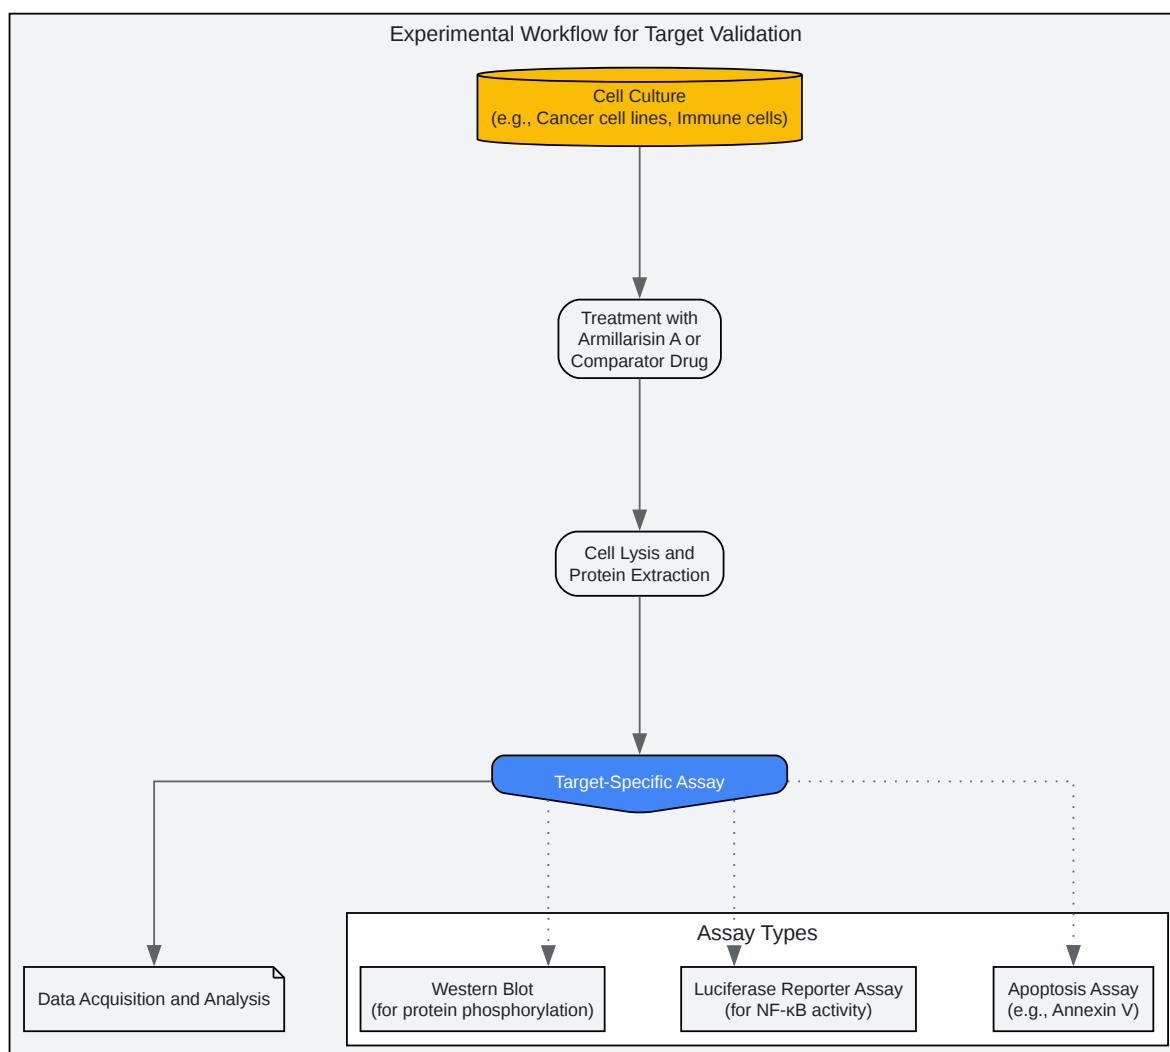 Experimental Workflow for Target Validation
Cell Culture
(e.g., Cancer cell lines, Immune cells)
Treatment with
Armillarisin A or
Comparator Drug
Cell Lysis and
Protein Extraction
Target-Specific Assay
Assay Types
Data Acquisition and Analysis
Western Blot
(for protein phosphorylation)
Luciferase Reporter Assay
(for NF-κB activity)
Apoptosis Assay
(e.g., Annexin V)